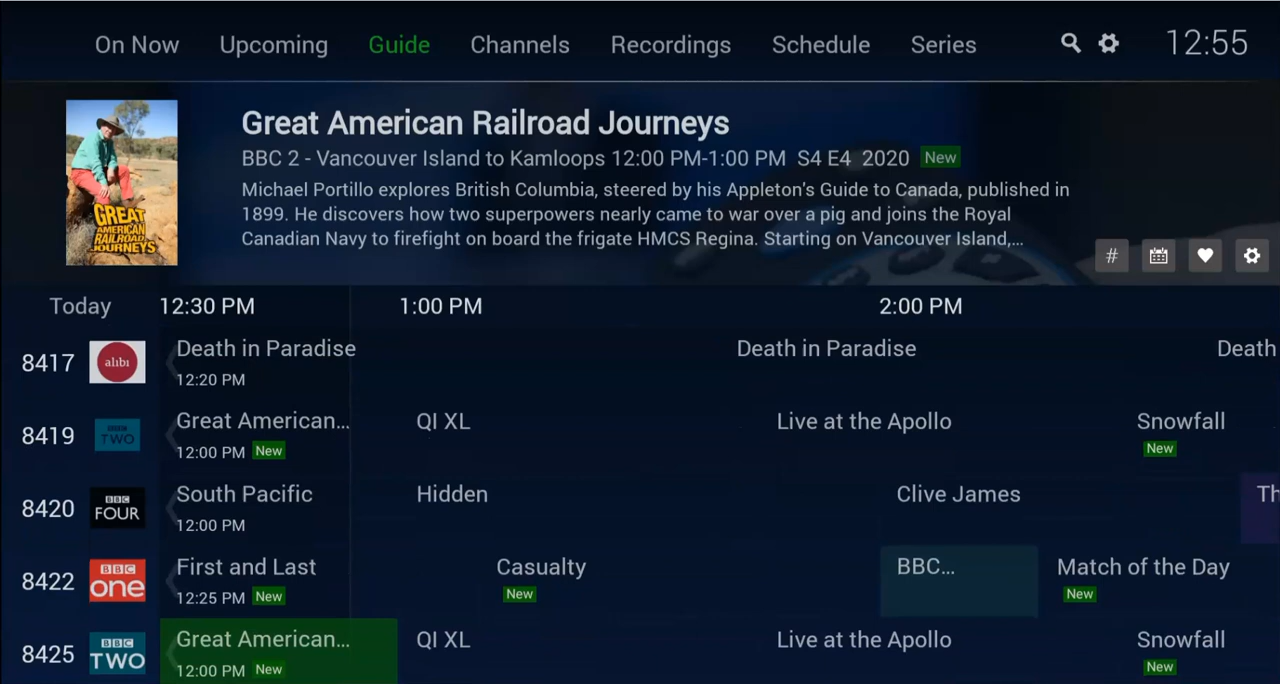 On Now Upcoming Guide Channels Recordings Schedule Series 12:55
Great American Railroad Journeys
BBC 2 - Vancouver Island to Kamloops 12:00 PM-1:00 PM S4 E4 2020 New
Michael Portillo explores British Columbia, steered by his Appleton's Guide to Canada, published in
1899. He discovers how two superpowers nearly came to war over a pig and joins the Royal
Canadian Navy to firefight on board the frigate HMCS Regina. Starting on Vancouver Island,...
GREAT
AMERICAN
RAILROAD
JOURNEYS
#
Today 12:30 PM 1:00 PM 2:00 PM
8417 alibi Death in Paradise Death in Paradise Death
12:20 PM
8419 BBC TWO Great American... QI XL Live at the Apollo Snowfall
12:00 PM New New
8420 BBC FOUR South Pacific Hidden Clive James Th
12:00 PM
8422 BBC one First and Last Casualty BBC... Match of the Day
12:25 PM New New New
8425 BBC TWO Great American... QI XL Live at the Apollo Snowfall
12:00 PM New New